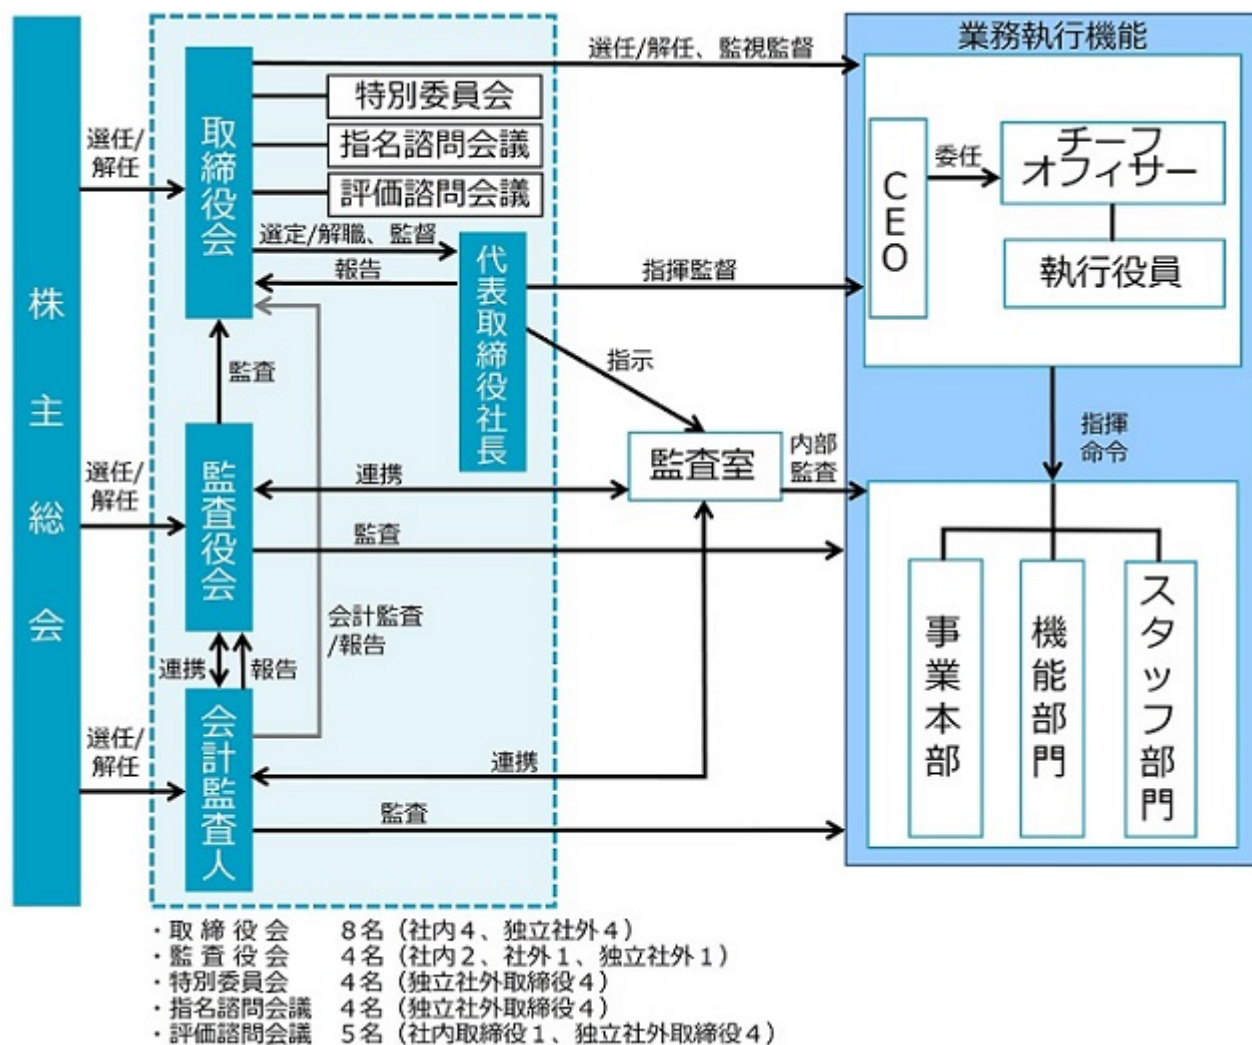 株主総会
選任/
解任
選任/
解任
選任/
解任
取締役会
特別委員会
指名諮問会議
評価諮問会議
選定/解職、監督
報告
代表取締役社長
監査
監査役会
連携
報告
会計監査
/報告
会計監査人
選任/解任、監視監督
指揮監督
指示
監査室
連携
監査
連携
監査
内部
監査
業務執行機能
CEO
委任
チーフ
オフィサー
執行役員
指揮
命令
事業本部
機能部門
スタッフ部門
・取 締 役 会　　8名（社内４、独立社外４）
・監 査 役 会　　4名（社内２、社外１、独立社外１）
・特別委員会　　4名（独立社外取締役４）
・指名諮問会議　4名（独立社外取締役４）
・評価諮問会議　5名（社内取締役１、独立社外取締役４）